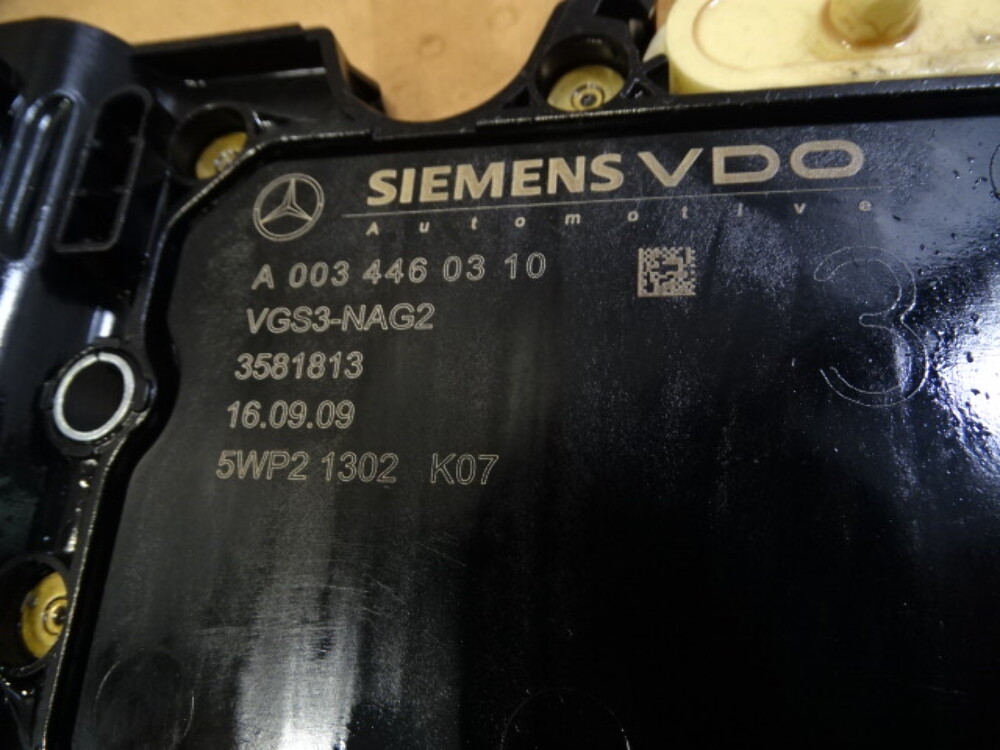 SIEMENS VDO
Automotive
A 003 446 03 10
VGS3-NAG2
3581813
16.09.09
5WP2 1302 K07
3